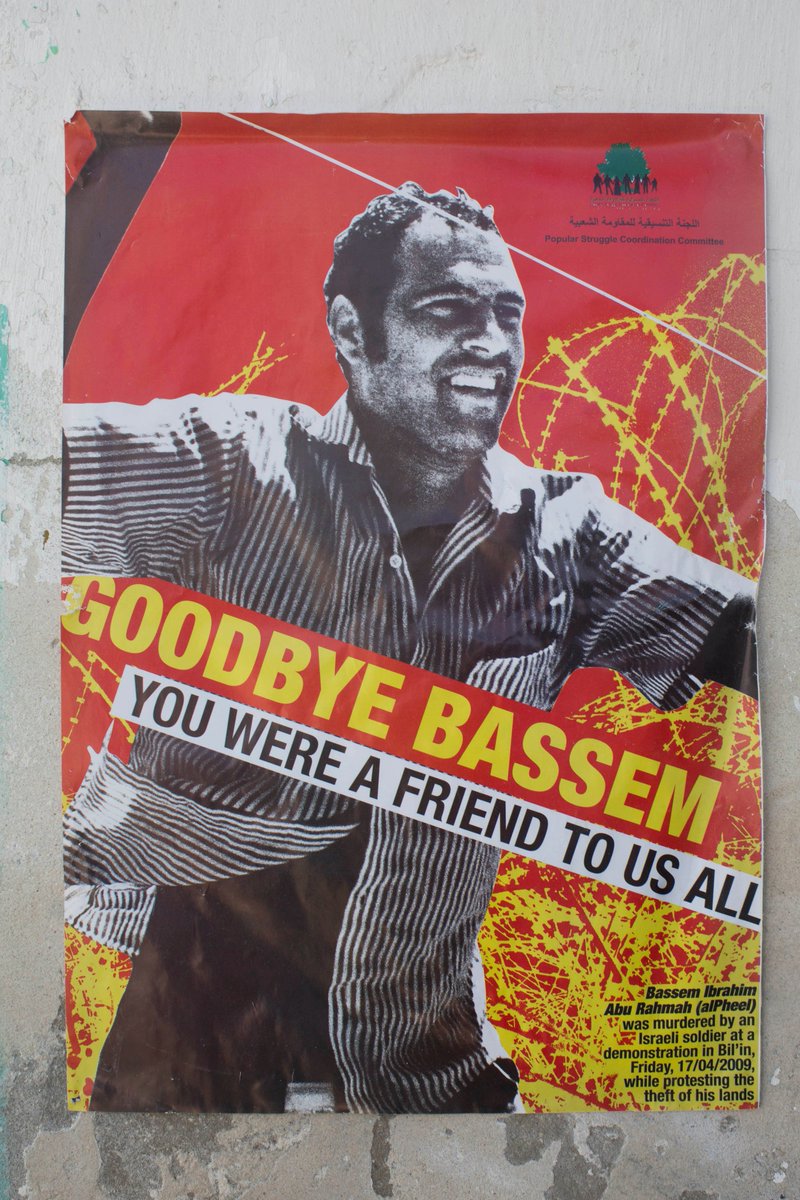 اللجنة التنسيقية للمقاومة الشعبية
Popular Struggle Coordination Committee
GOODBYE BASSEM
YOU WERE A FRIEND TO US ALL
Bassem Ibrahim
Abu Rahmah (alPheel)
was murdered by an
Israeli soldier at a
demonstration in Bil'in,
Friday, 17/04/2009,
while protesting the
theft of his lands